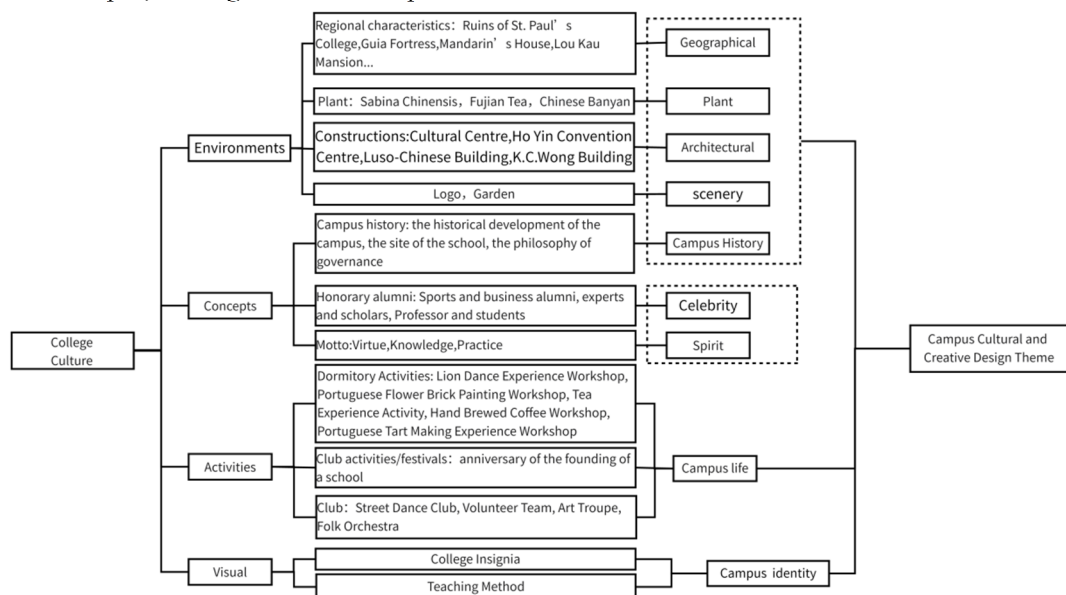 Regional characteristics：Ruins of St. Paul’s
College,Guia Fortress,Mandarin’s House,Lou Kau
Mansion...
Geographical
Plant：Sabina Chinensis，Fujian Tea，Chinese Banyan
Plant
Environments
Constructions:Cultural Centre,Ho Yin Convention
Centre,Luso-Chinese Building,K.C.Wong Building
Architectural
Logo，Garden
scenery
Campus history: the historical development of the
campus, the site of the school, the philosophy of
governance
Campus History
Concepts
Honorary alumni: Sports and business alumni, experts
and scholars, Professor and students
Celebrity
Motto:Virtue,Knowledge,Practice
Spirit
College
Culture
Campus Cultural and
Creative Design Theme
Dormitory Activities: Lion Dance Experience Workshop,
Portuguese Flower Brick Painting Workshop, Tea
Experience Activity, Hand Brewed Coffee Workshop,
Portuguese Tart Making Experience Workshop
Activities
Club activities/festivals：anniversary of the founding of
a school
Campus life
Club：Street Dance Club, Volunteer Team, Art Troupe,
Folk Orchestra
Visual
College Insignia
Teaching Method
Campus identity